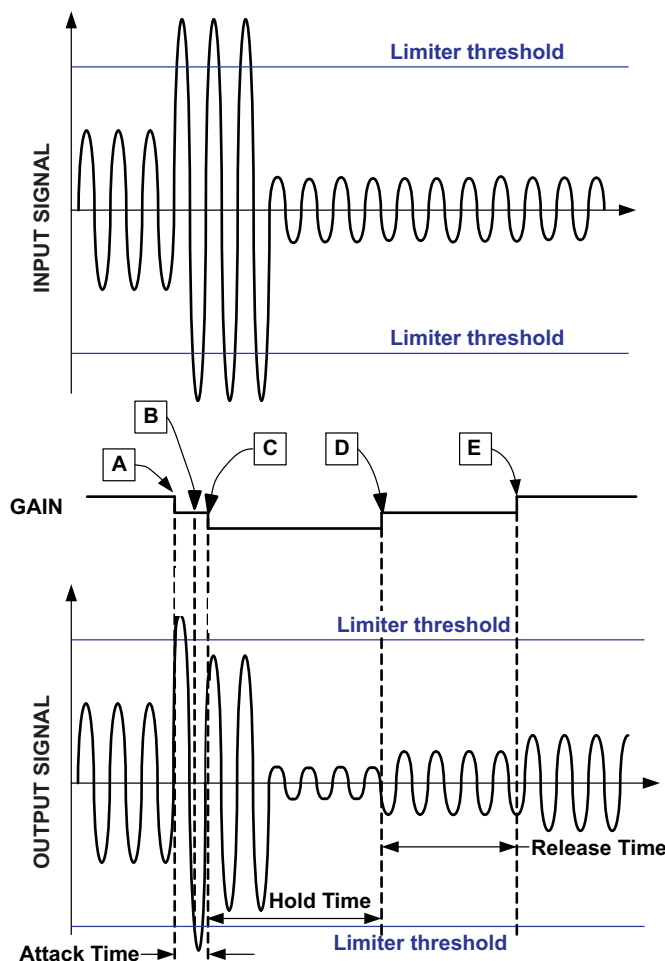 Limiter threshold
INPUT SIGNAL
Limiter threshold
B
A
C
D
E
GAIN
Limiter threshold
OUTPUT SIGNAL
Release Time
Hold Time
Attack Time
Limiter threshold